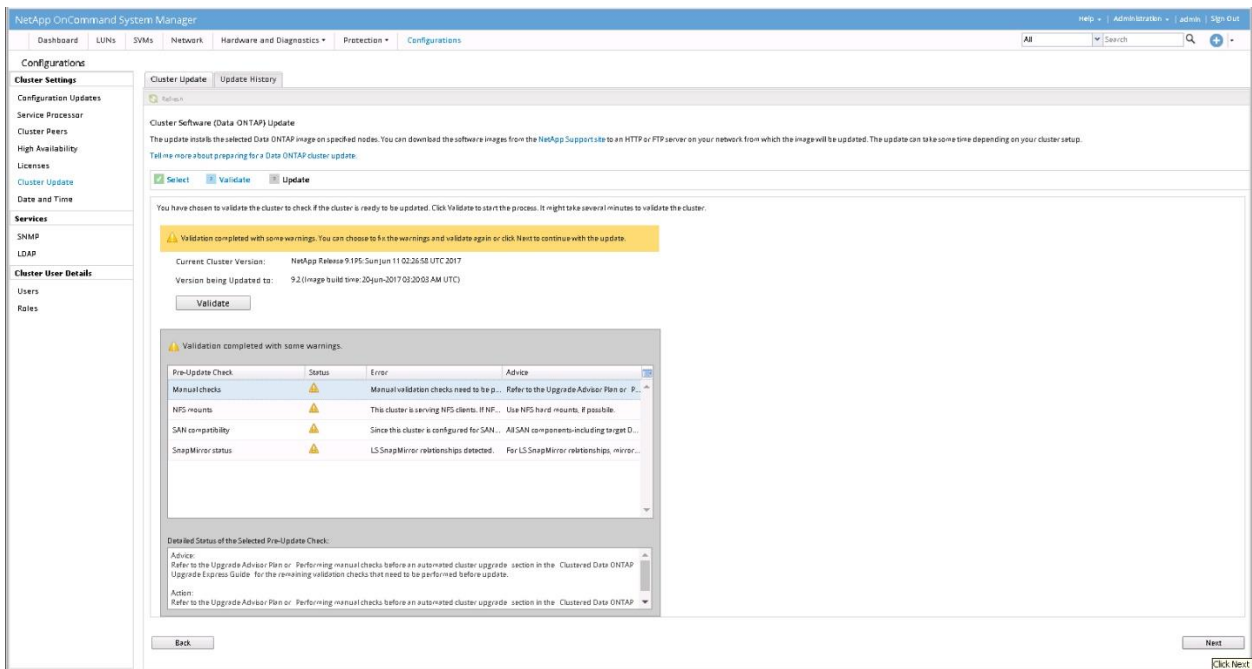 NetApp OnCommand System Manager
Help | Administration | admin | Sign Out
Dashboard LUNs SVMs Network Hardware and Diagnostics Protection Configurations All Search
Configurations
Cluster Settings
Configuration Updates
Service Processor
Cluster Peers
High Availability
Licenses
Cluster Update
Date and Time
Services
SNMP
LDAP
Cluster User Details
Users
Roles
Cluster Update Update History
Refresh
Cluster Software (Data ONTAP) Update
The update installs the selected Data ONTAP image on specified nodes. You can download the software images from the NetApp Support site to an HTTP or FTP server on your network from which the image will be updated. The update can take some time depending on your cluster setup.
Tell me more about preparing for a Data ONTAP cluster update.
Select Validate Update
You have chosen to validate the cluster to check if the cluster is ready to be updated. Click Validate to start the process. It might take several minutes to validate the cluster.
Validation completed with some warnings. You can choose to fix the warnings and validate again or click Next to continue with the update.
Current Cluster Version: NetApp Release 9.1P5: Sun Jun 11 02:26:58 UTC 2017
Version being Updated to: 9.2 (Image build time: 20-Jun-2017 03:20:03 AM UTC)
Validate
Validation completed with some warnings.
Pre-Update Check Status Error Advice
Manual checks Manual validation checks need to be p... Refer to the Upgrade Advisor Plan or P...
NFS mounts This cluster is serving NFS clients. If NF... Use NFS hard mounts, if possible.
SAN compatibility Since this cluster is configured for SAN... All SAN components-including target D...
SnapMirror status LS SnapMirror relationships detected. For LS SnapMirror relationships, mirror...
Detailed Status of the Selected Pre-Update Check:
Advice:
Refer to the Upgrade Advisor Plan or Performing manual checks before an automated cluster upgrade section in the Clustered Data ONTAP
Upgrade Express Guide for the remaining validation checks that need to be performed before update.
Action:
Refer to the Upgrade Advisor Plan or Performing manual checks before an automated cluster upgrade section in the Clustered Data ONTAP
Back
Next
Click Next